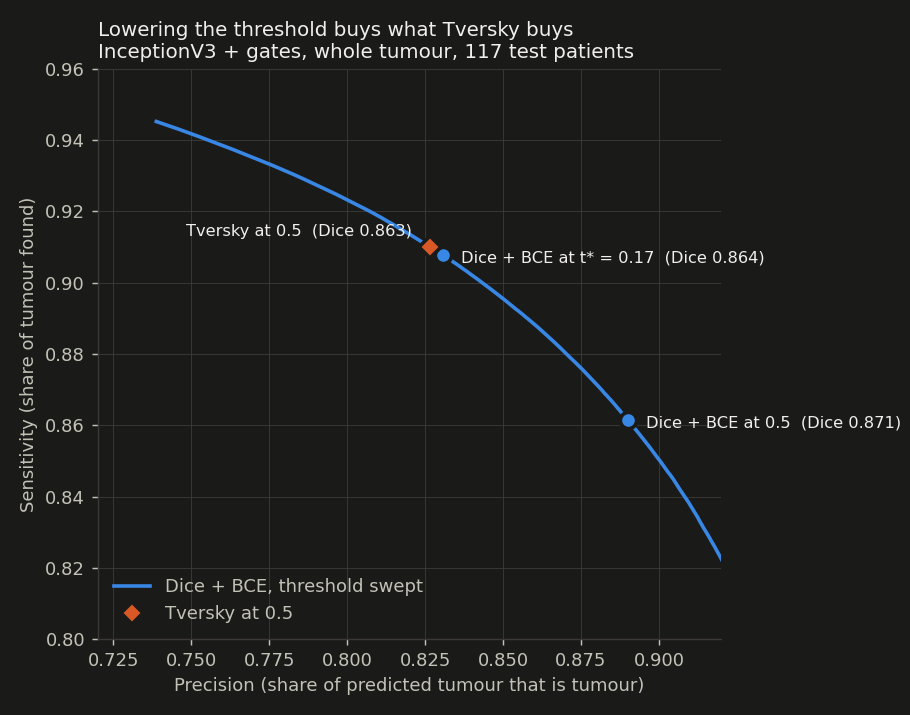 Lowering the threshold buys what Tversky buys
InceptionV3 + gates, whole tumour, 117 test patients
Sensitivity (share of tumour found)
0.96
0.94
0.92
0.90
0.88
0.86
0.84
0.82
0.80
Tversky at 0.5 (Dice 0.863)
Dice + BCE at t* = 0.17 (Dice 0.864)
Dice + BCE at 0.5 (Dice 0.871)
Dice + BCE, threshold swept
Tversky at 0.5
0.725 0.750 0.775 0.800 0.825 0.850 0.875 0.900
Precision (share of predicted tumour that is tumour)